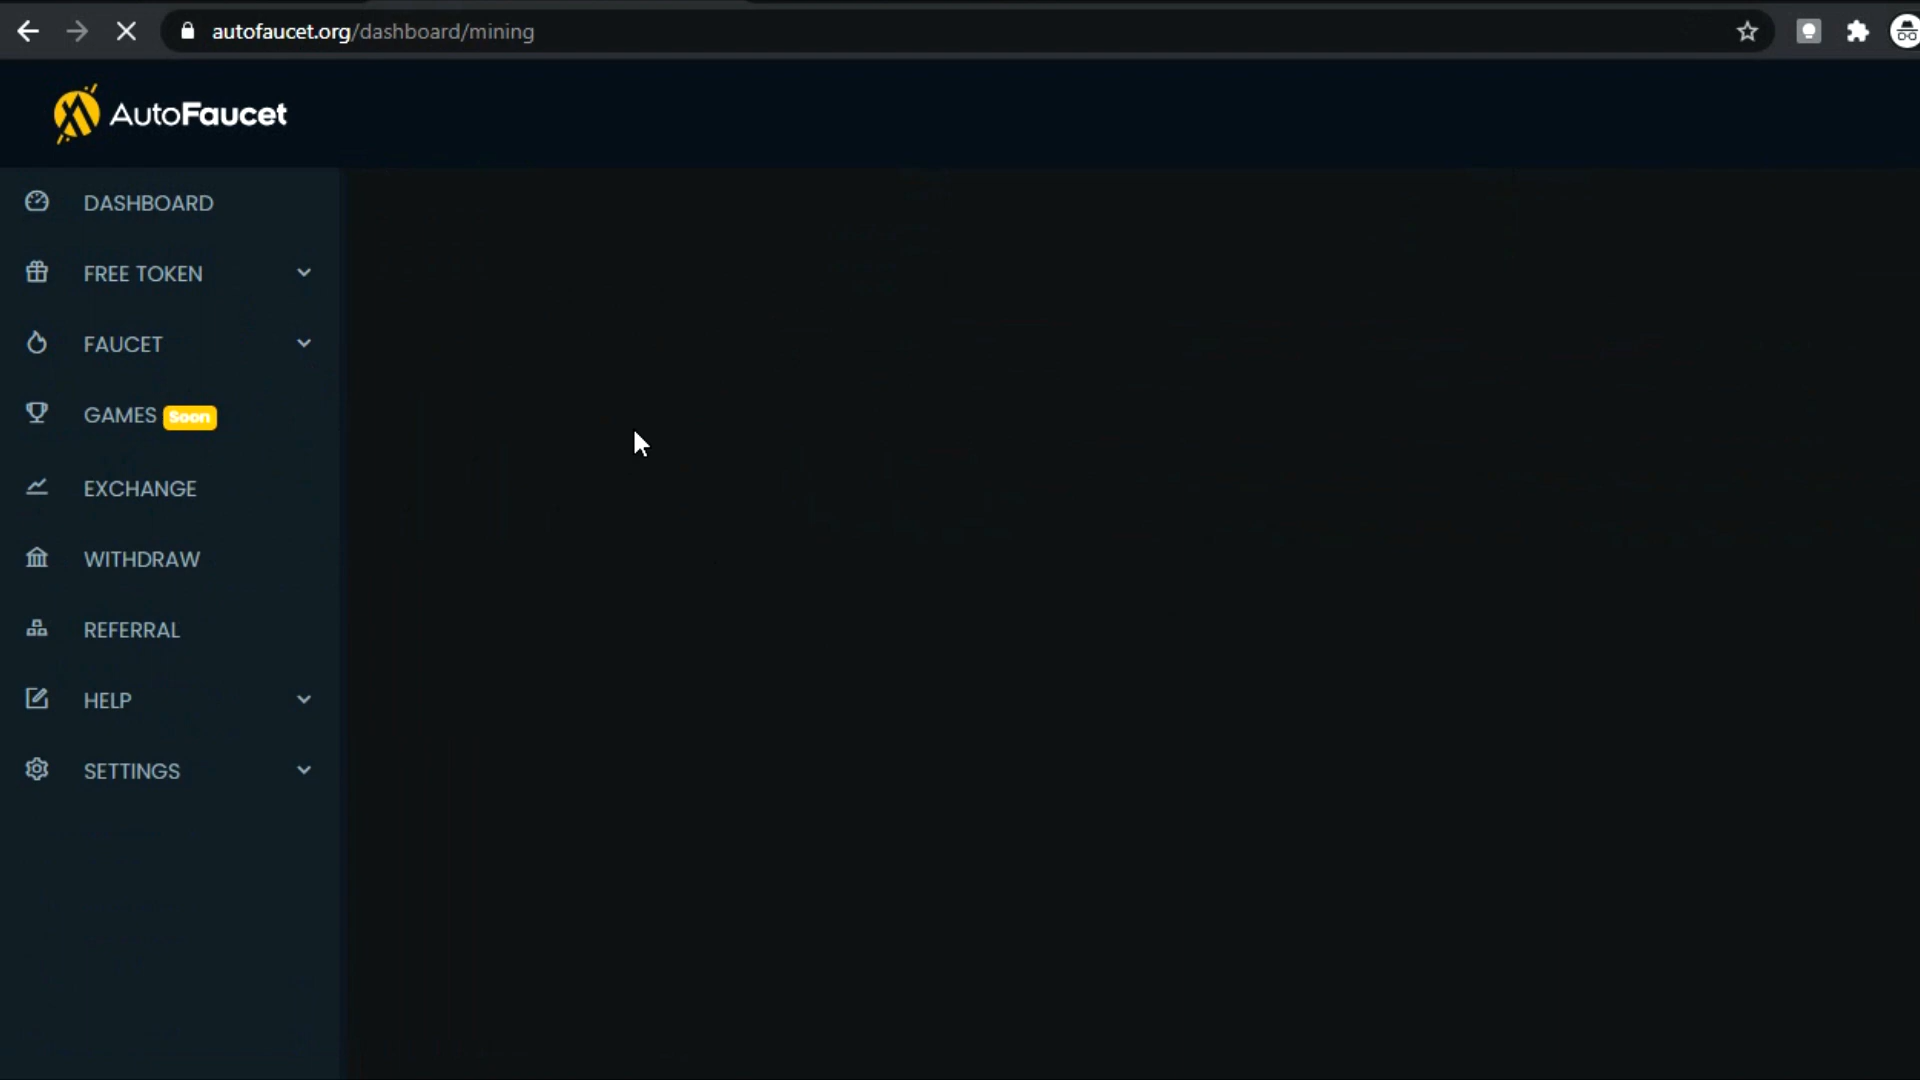 autofaucet.org/dashboard/mining
AutoFaucet
DASHBOARD
FREE TOKEN
FAUCET
GAMES Soon
EXCHANGE
WITHDRAW
REFERRAL
HELP
SETTINGS